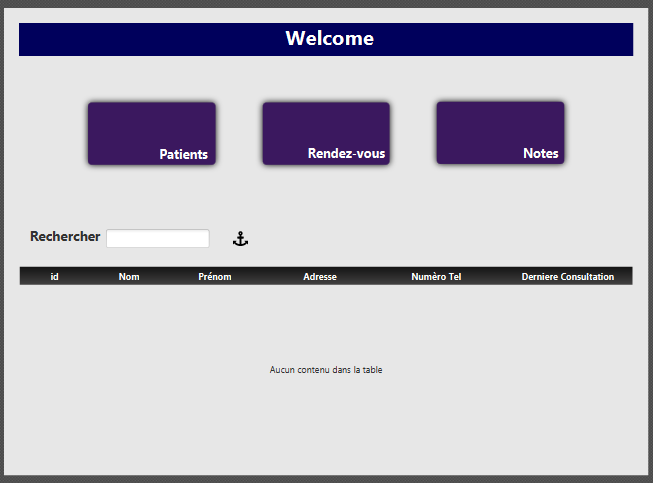 Welcome
Patients
Rendez-vous
Notes
Rechercher
id Nom Prénom Adresse Numèro Tel Derniere Consultation
Aucun contenu dans la table